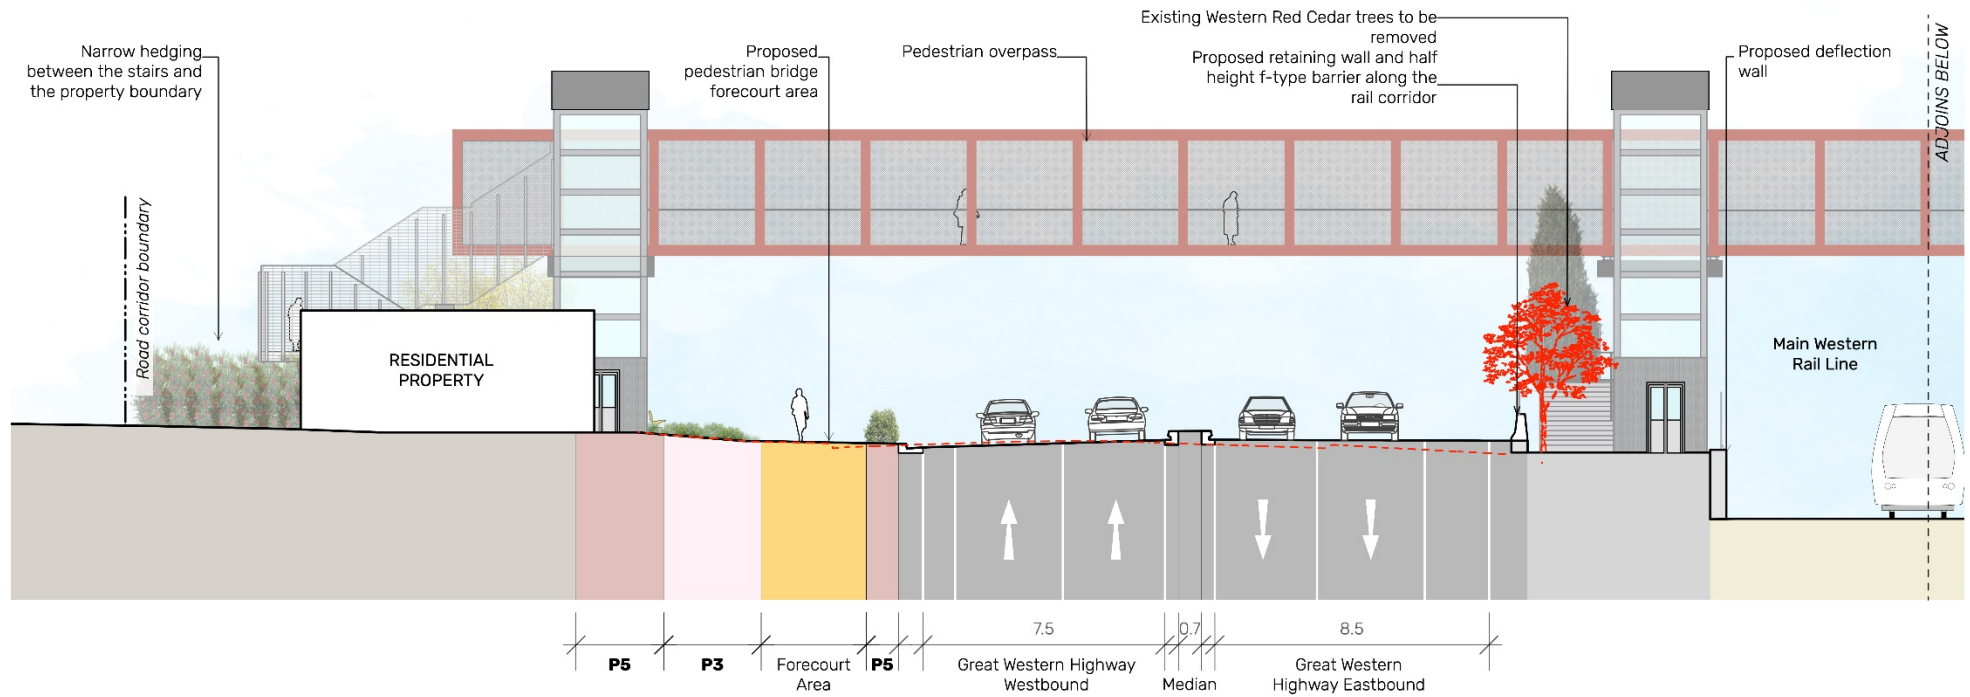 Narrow hedging
between the stairs and
the property boundary
Proposed
pedestrian bridge
forecourt area
Pedestrian overpass
Existing Western Red Cedar trees to be
removed
Proposed retaining wall and half
height f-type barrier along the
rail corridor
Proposed deflection
wall
ADJOINS BELOW
Road corridor boundary
RESIDENTIAL
PROPERTY
Main Western
Rail Line
7.5
0.7
8.5
P5
P3
Forecourt
Area
P5
Great Western Highway
Westbound
Median
Great Western
Highway Eastbound